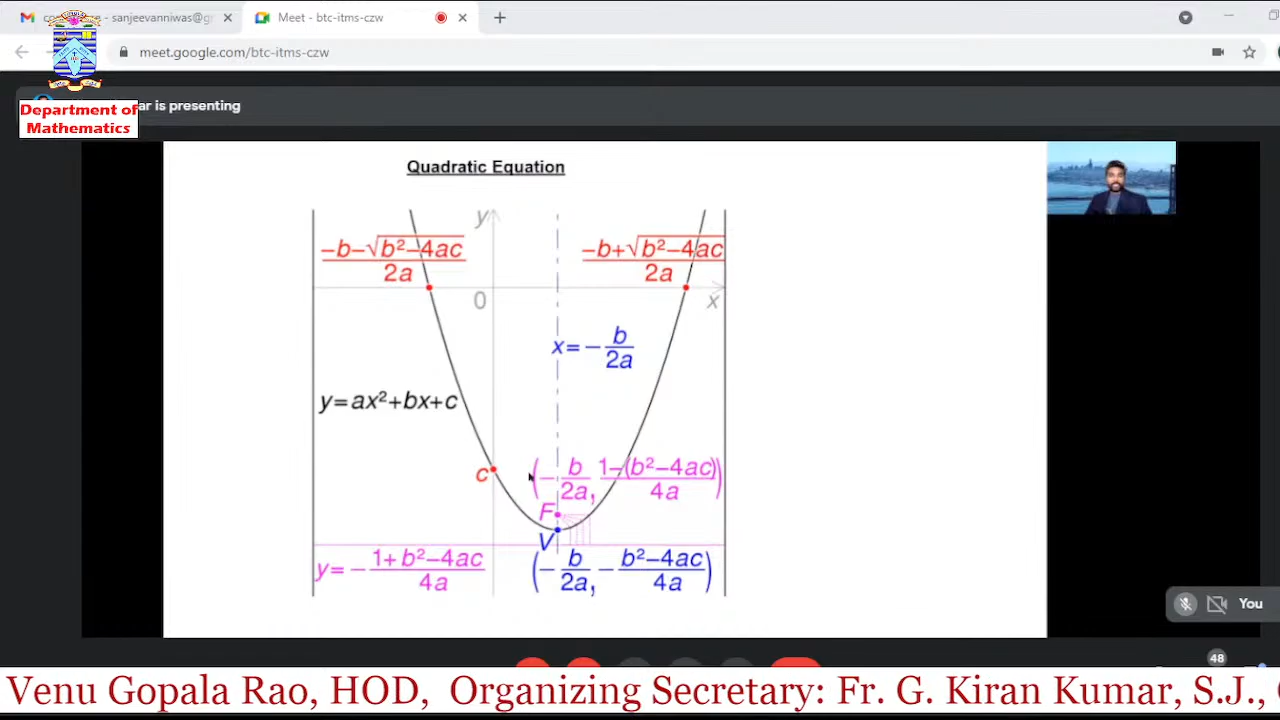 sanjeevanniwas@gr
Meet - btc-itms-czw
meet.google.com/btc-itms-czw
Department of
Mathematics
ar is presenting
Quadratic Equation
y
−b−√b²−4ac
2a
−b+√b²−4ac
2a
0
x
x=−b/2a
y=ax²+bx+c
c
(−b/2a, 1−(b²−4ac)/4a)
F
V
y=−1+b²−4ac/4a
(−b/2a, −b²−4ac/4a)
You
48
Venu Gopala Rao, HOD, Organizing Secretary: Fr. G. Kiran Kumar, S.J.,